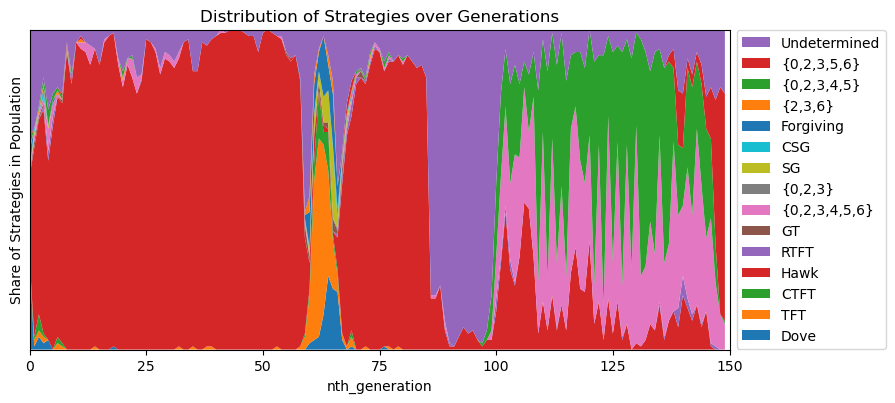 Distribution of Strategies over Generations
Share of Strategies in Population
0
25
50
75
100
125
150
nth_generation
Undetermined
{0,2,3,5,6}
{0,2,3,4,5}
{2,3,6}
Forgiving
CSG
SG
{0,2,3}
{0,2,3,4,5,6}
GT
RTFT
Hawk
CTFT
TFT
Dove